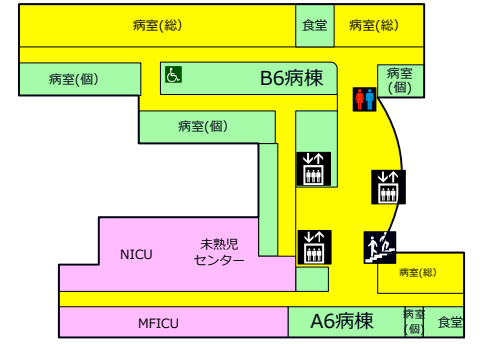 病室(総)
食堂
病室(総)
病室(個)
B6病棟
病室
(個)
病室(個)
NICU
未熟児
センター
病室(総)
MFICU
A6病棟
病室
(個)
食堂